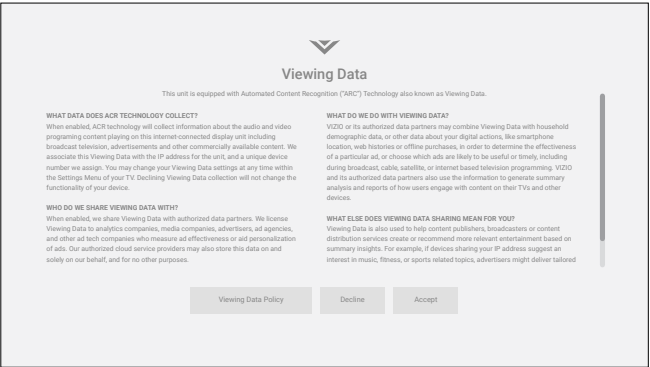 Viewing Data
This unit is equipped with Automated Content Recognition ("ARC") Technology also known as Viewing Data.
WHAT DATA DOES ACR TECHNOLOGY COLLECT?
When enabled, ACR technology will collect information about the audio and video
programing content playing on this internet-connected display unit including
broadcast television, advertisements and other commercially available content. We
associate this Viewing Data with the IP address for the unit, and a unique device
number we assign. You may change your Viewing Data settings at any time within
the Settings Menu of your TV. Declining Viewing Data collection will not change the
functionality of your device.
WHO DO WE SHARE VIEWING DATA WITH?
When enabled, we share Viewing Data with authorized data partners. We license
Viewing Data to analytics companies, media companies, advertisers, ad agencies,
and other ad tech companies who measure ad effectiveness or aid personalization
of ads. Our authorized cloud service providers may also store this data on and
solely on our behalf, and for no other purposes.
WHAT DO WE DO WITH VIEWING DATA?
VIZIO or its authorized data partners may combine Viewing Data with household
demographic data, or other data about your digital actions, like smartphone
location, web histories or offline purchases, in order to determine the effectiveness
of a particular ad, or choose which ads are likely to be useful or timely, including
during broadcast, cable, satellite, or internet based television programming. VIZIO
and its authorized data partners also use the information to generate summary
analysis and reports of how users engage with content on their TVs and other
devices.
WHAT ELSE DOES VIEWING DATA SHARING MEAN FOR YOU?
Viewing Data is also used to help content publishers, broadcasters or content
distribution services create or recommend more relevant entertainment based on
summary insights. For example, if devices sharing your IP address suggest an
interest in music, fitness, or sports related topics, advertisers might deliver tailored
Viewing Data Policy
Decline
Accept